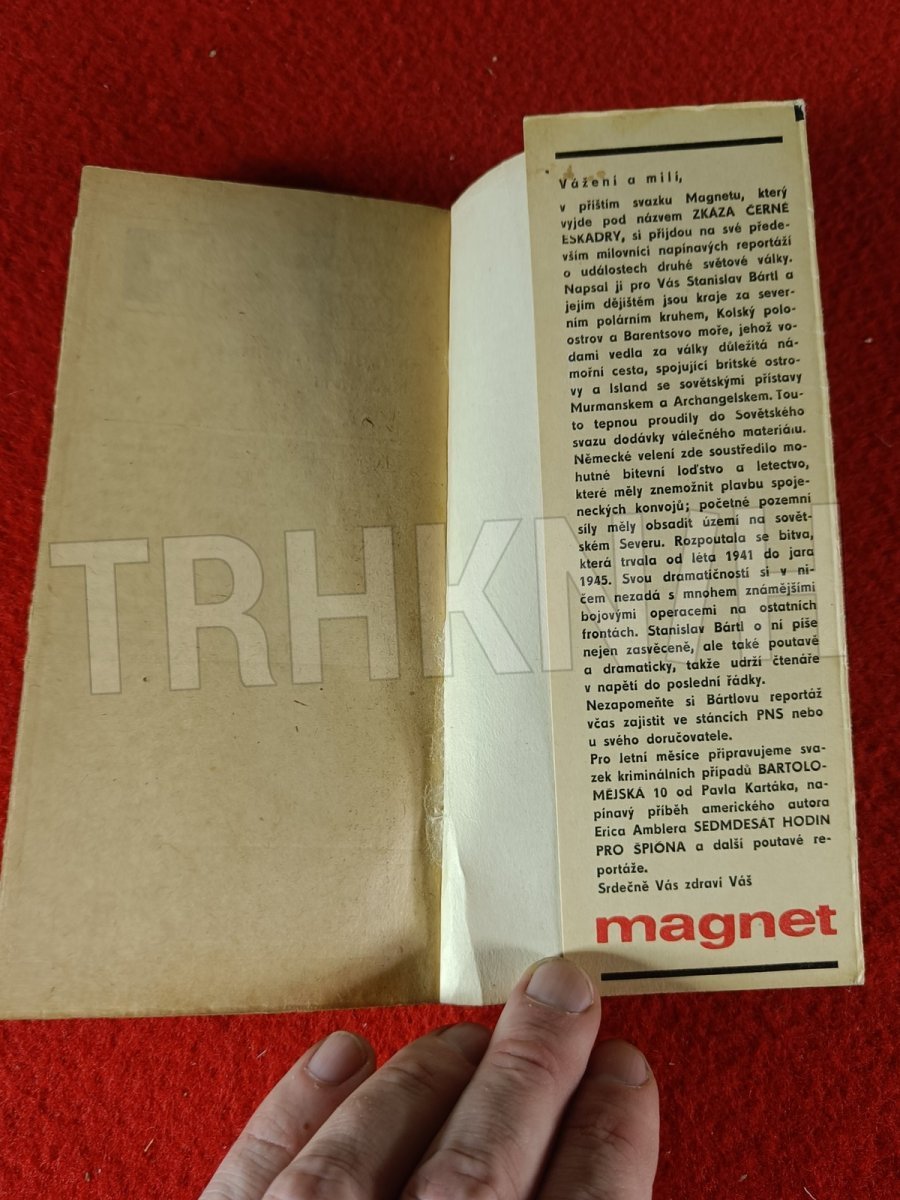 Vážení a milí,
v příštím svazku Magnetu, který
vyjde pod názvem ZKÁZA ČERNÉ
ESKADRY, si přijdou na své přede-
vším milovníci napínavých reportáží
o událostech druhé světové války.
Napsal ji pro Vás Stanislav Bártl a
jejím dějištěm jsou kraje za sever-
ním polárním kruhem, Kolský polo-
ostrov a Barentsovo moře, jehož vo-
dami vedla za války důležitá ná-
mořní cesta, spojující britské ostro-
vy a Island se sovětskými přístavy
Murmanskem a Archangelskem. Tou-
to tepnou proudily do Sovětského
svazu dodávky válečného materiálu.
Německé velení zde soustředilo mo-
hutné bitevní loďstvo a letectvo,
které měly znemožnit plavbu spoje-
neckých konvojů; početné pozemní
síly měly obsadit území na sovět-
ském Severu. Rozpoutala se bitva,
která trvala od léta 1941 do jara
1945. Svou dramatičností si v ni-
čem nezadá s mnohem známějšími
bojovými operacemi na ostatních
frontách. Stanislav Bártl o ní píše
nejen zasvěceně, ale také poutavě
a dramaticky, takže udrží čtenáře
v napětí do poslední řádky.
Nezapomeňte si Bártlovu reportáž
včas zajistit ve stáncích PNS nebo
u svého doručovatele.
Pro letní měsíce připravujeme sva-
zek kriminálních případů BARTOLO-
MĚJSKÁ 10 od Pavla Kartáka, na-
pínavý příběh amerického autora
Erica Amblera SEDMDESÁT HODIN
PRO ŠPIÓNA a další poutavé re-
portáže.
Srdečně Vás zdraví Váš
magnet
TRHKNIH